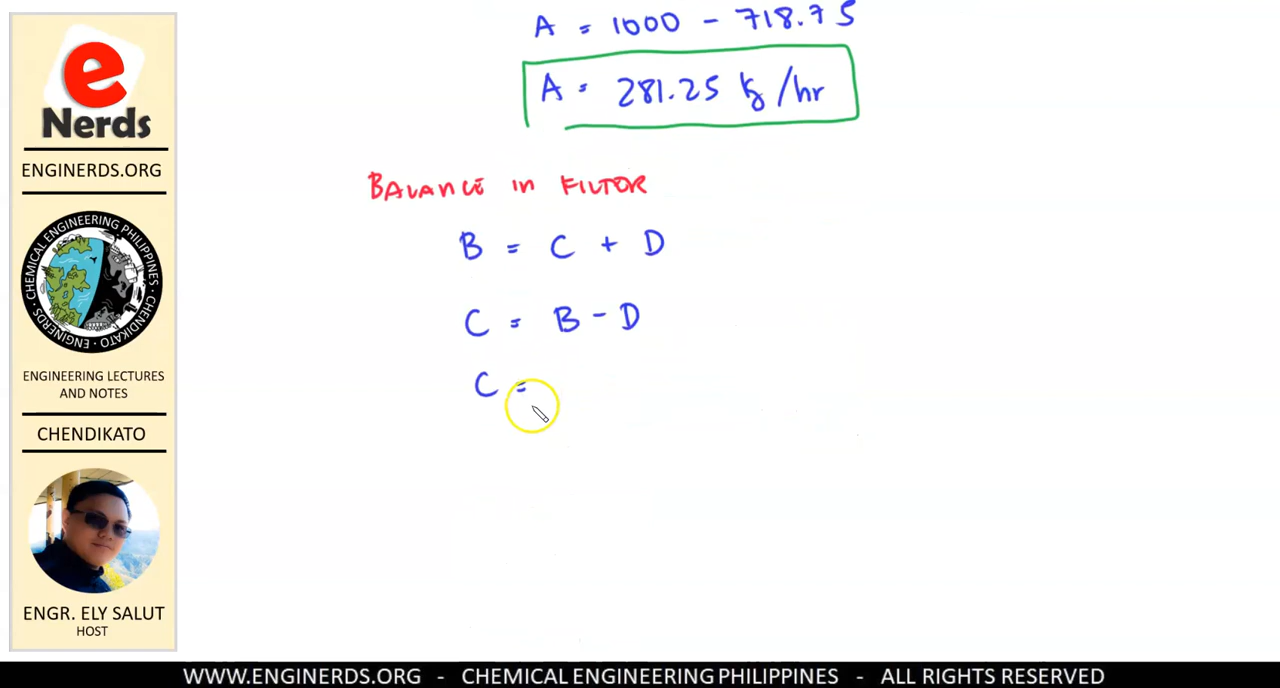 A = 1000 - 718.75
A = 281.25 kg/hr
BALANCE in FILTOR
B = C + D
C = B - D
C =
e
Nerds
ENGINERDS.ORG
CHEMICAL ENGINEERING PHILIPPINES
CHENDIKATO · ENGINERDS
ENGINEERING LECTURES
AND NOTES
CHENDIKATO
ENGR. ELY SALUT
HOST
WWW.ENGINERDS.ORG - CHEMICAL ENGINEERING PHILIPPINES - ALL RIGHTS RESERVED